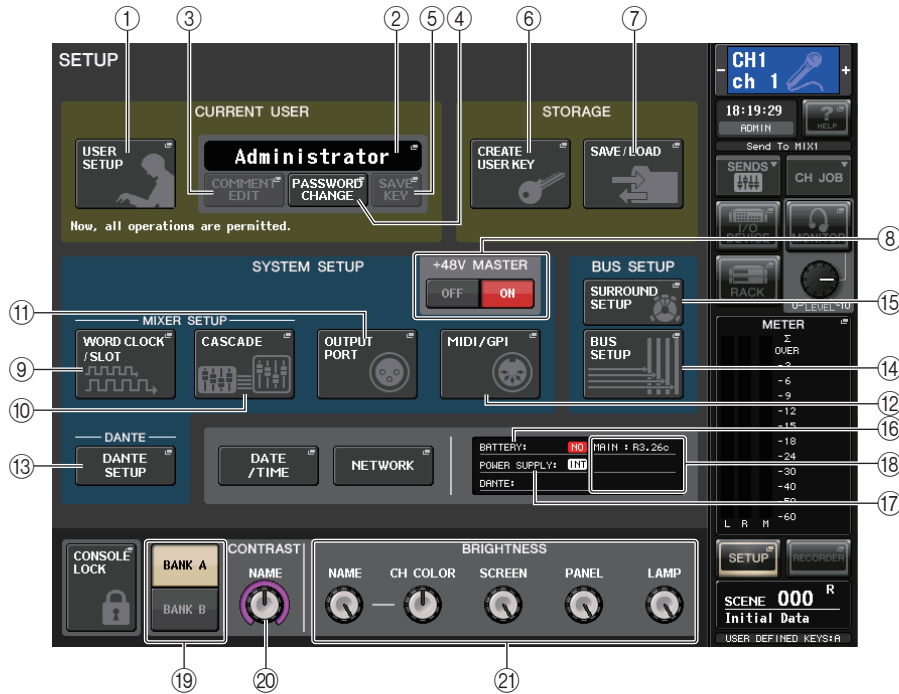 ① ③ ② ⑤ ④ ⑥ ⑦
SETUP
CURRENT USER
USER
SETUP
Administrator
COMMENT
EDIT
PASSWORD
CHANGE
SAVE
KEY
Now, all operations are permitted.
STORAGE
CREATE
USER KEY
SAVE/LOAD
SYSTEM SETUP
+48V MASTER
OFF
ON
⑧
BUS SETUP
SURROUND
SETUP
⑮
BUS
SETUP
⑭
⑪
MIXER SETUP
⑨
WORD CLOCK
/SLOT
CASCADE
⑩
OUTPUT
PORT
MIDI/GPI
⑫
DANTE
⑬
DANTE
SETUP
DATE
/TIME
NETWORK
BATTERY: NO
POWER SUPPLY: INT
DANTE:
MAIN : R3.26c
⑯
⑱
⑰
CONSOLE
LOCK
BANK A
BANK B
CONTRAST
NAME
BRIGHTNESS
NAME
CH COLOR
SCREEN
PANEL
LAMP
⑲ ⑳ ㉑
- CH1 +
ch 1
18:19:29
ADMIN
?
HELP
Send To MIX1
SENDS
CH JOB
I/O
DEVICE
MONITOR
RACK
LEVEL -10
METER
Σ
OVER
-3
-6
-9
-12
-15
-18
-24
-30
-40
-50
-60
L R M
SETUP
RECORDER
SCENE 000 R
Initial Data
USER DEFINED KEYS:A